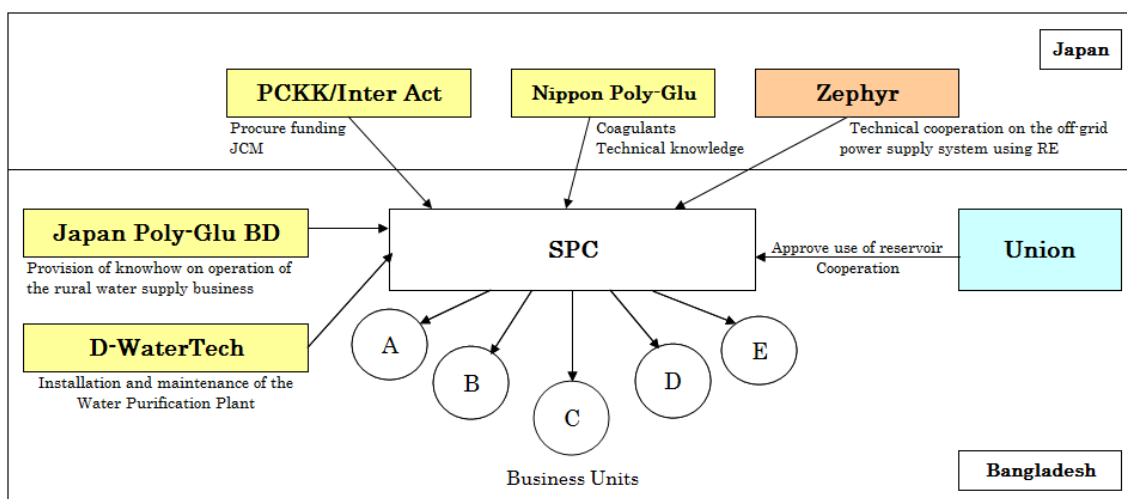 Japan
PCKK/Inter Act
Nippon Poly-Glu
Zephyr
Procure funding
JCM
Coagulants
Technical knowledge
Technical cooperation on the off-grid
power supply system using RE
Japan Poly-Glu BD
SPC
Union
Approve use of reservoir
Cooperation
Provision of knowhow on operation of
the rural water supply business
D-WaterTech
Installation and maintenance of the
Water Purification Plant
A
B
C
D
E
Business Units
Bangladesh